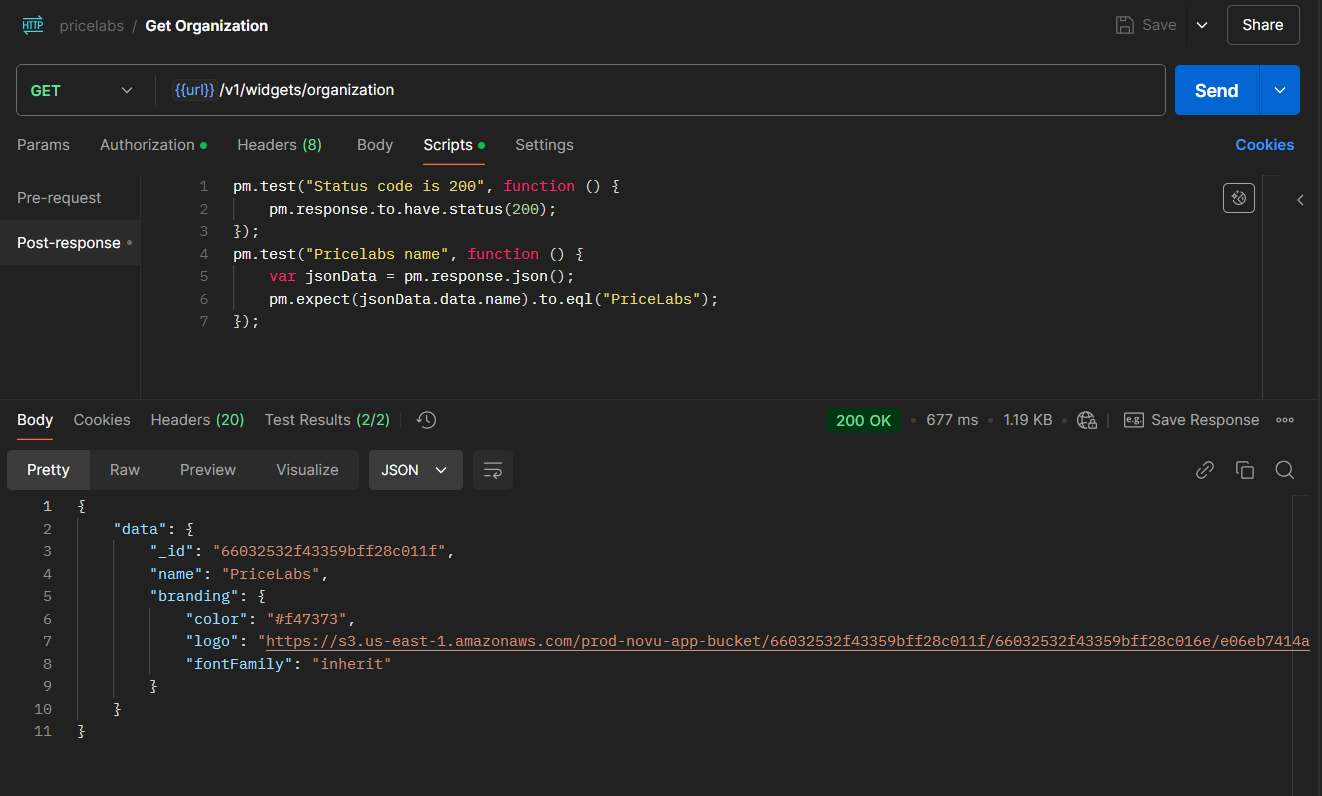 HTTP pricelabs / Get Organization Save Share
GET {{url}}/v1/widgets/organization Send
Params Authorization Headers (8) Body Scripts Settings Cookies
Pre-request
Post-response
1 pm.test("Status code is 200", function () {
2 pm.response.to.have.status(200);
3 });
4 pm.test("Pricelabs name", function () {
5 var jsonData = pm.response.json();
6 pm.expect(jsonData.data.name).to.eql("PriceLabs");
7 });
Body Cookies Headers (20) Test Results (2/2) 200 OK 677 ms 1.19 KB e.g. Save Response
Pretty Raw Preview Visualize JSON
1 {
2 "data": {
3 "_id": "66032532f43359bff28c011f",
4 "name": "PriceLabs",
5 "branding": {
6 "color": "#f47373",
7 "logo": "https://s3.us-east-1.amazonaws.com/prod-novu-app-bucket/66032532f43359bff28c011f/66032532f43359bff28c016e/e06eb7414a
8 "fontFamily": "inherit"
9 }
10 }
11 }